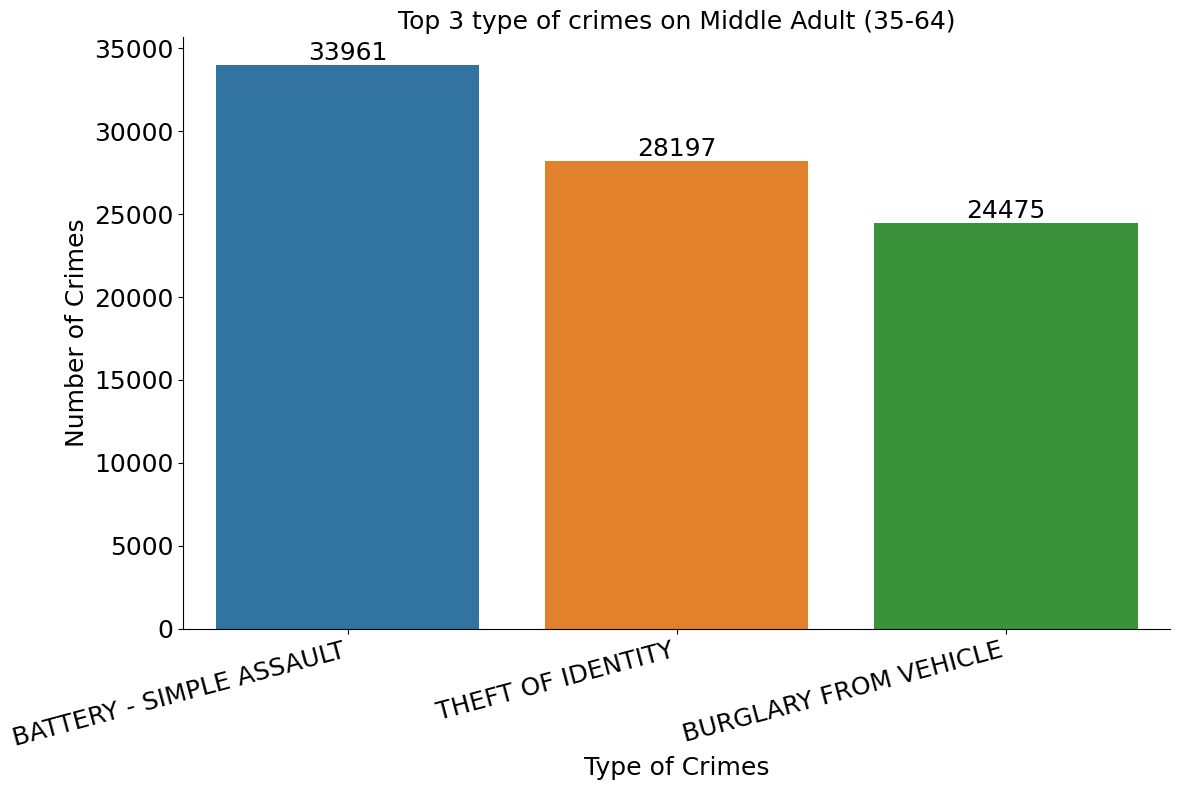 Top 3 type of crimes on Middle Adult (35-64)
Number of Crimes
35000
30000
25000
20000
15000
10000
5000
0
33961
28197
24475
BATTERY - SIMPLE ASSAULT
THEFT OF IDENTITY
BURGLARY FROM VEHICLE
Type of Crimes